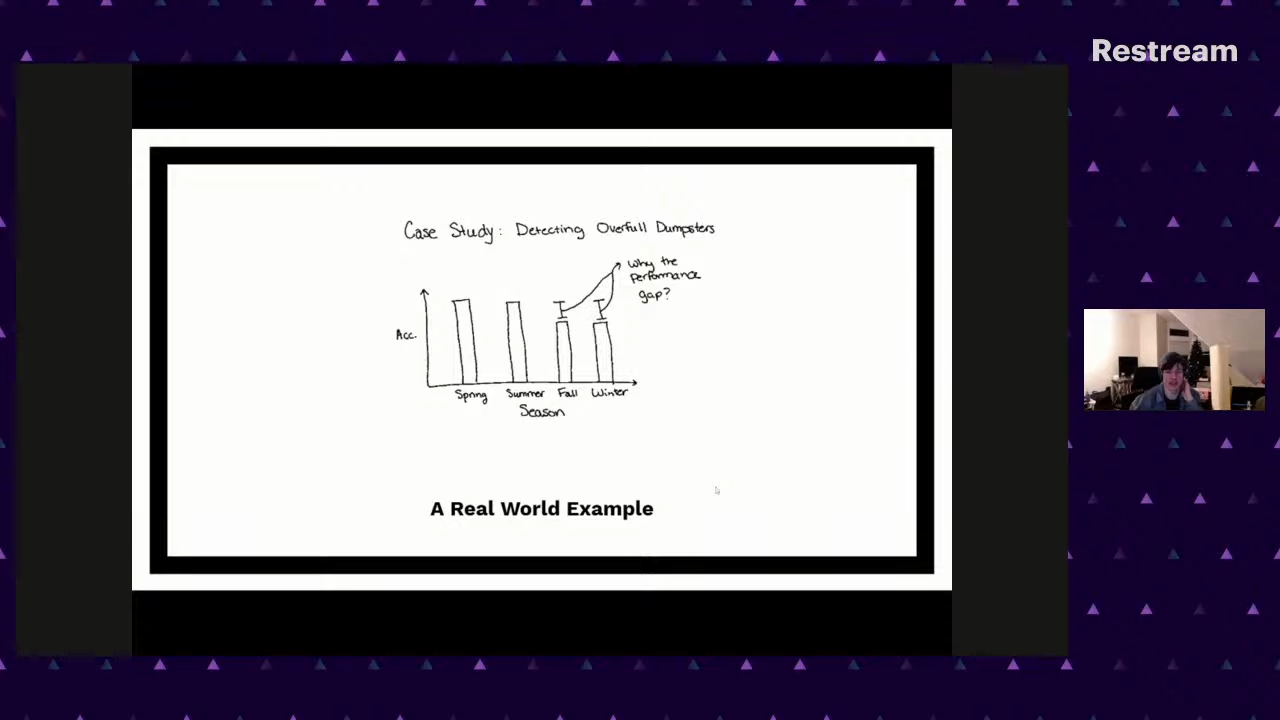 Restream
Case Study: Detecting Overfull Dumpsters
Why the
performance
gap?
Acc.
Spring Summer Fall Winter
Season
A Real World Example